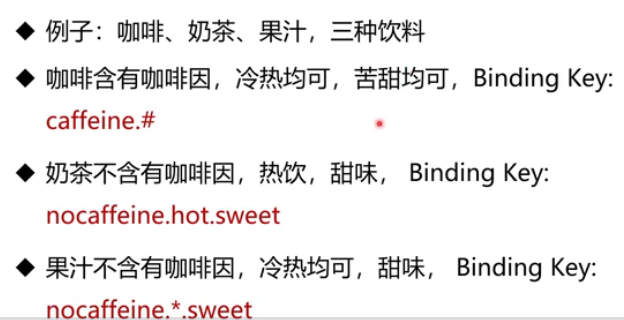 ◆ 例子：咖啡、奶茶、果汁，三种饮料
◆ 咖啡含有咖啡因，冷热均可，苦甜均可，Binding Key:
caffeine.#
◆ 奶茶不含有咖啡因，热饮，甜味， Binding Key:
nocaffeine.hot.sweet
◆ 果汁不含有咖啡因，冷热均可，甜味， Binding Key:
nocaffeine.*.sweet